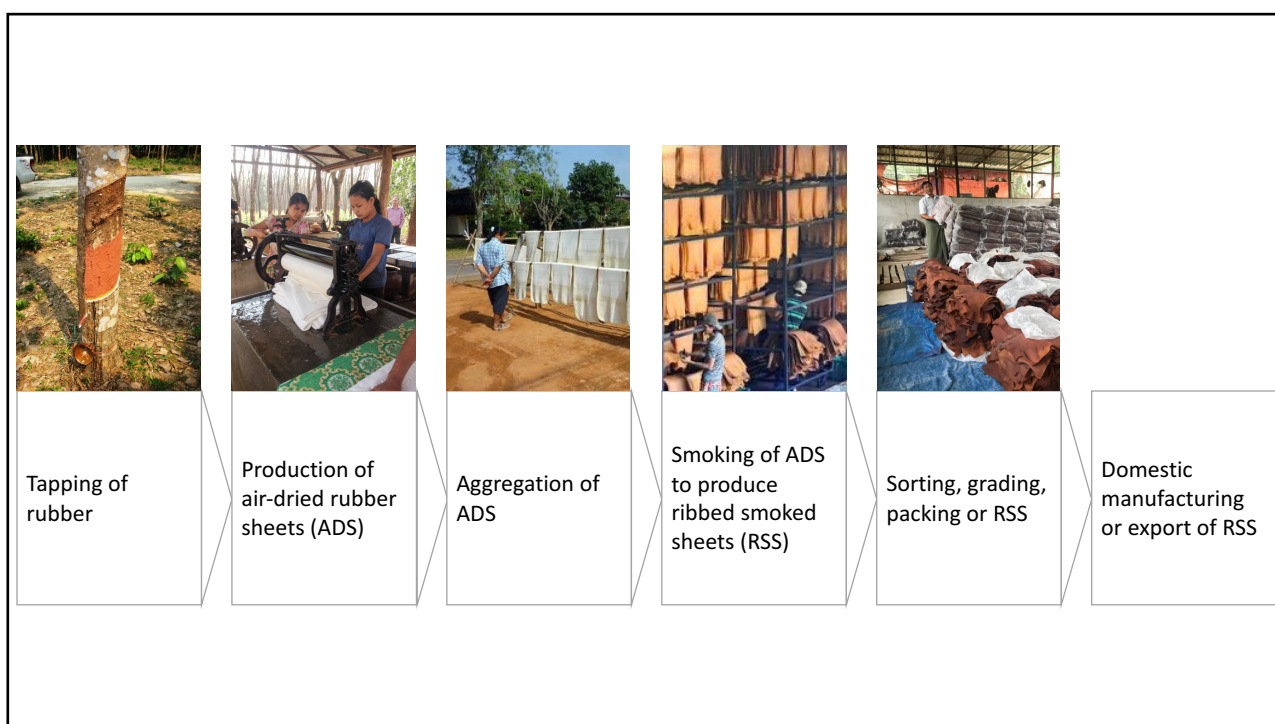 Tapping of
rubber
Production of
air-dried rubber
sheets (ADS)
Aggregation of
ADS
Smoking of ADS
to produce
ribbed smoked
sheets (RSS)
Sorting, grading,
packing or RSS
Domestic
manufacturing
or export of RSS